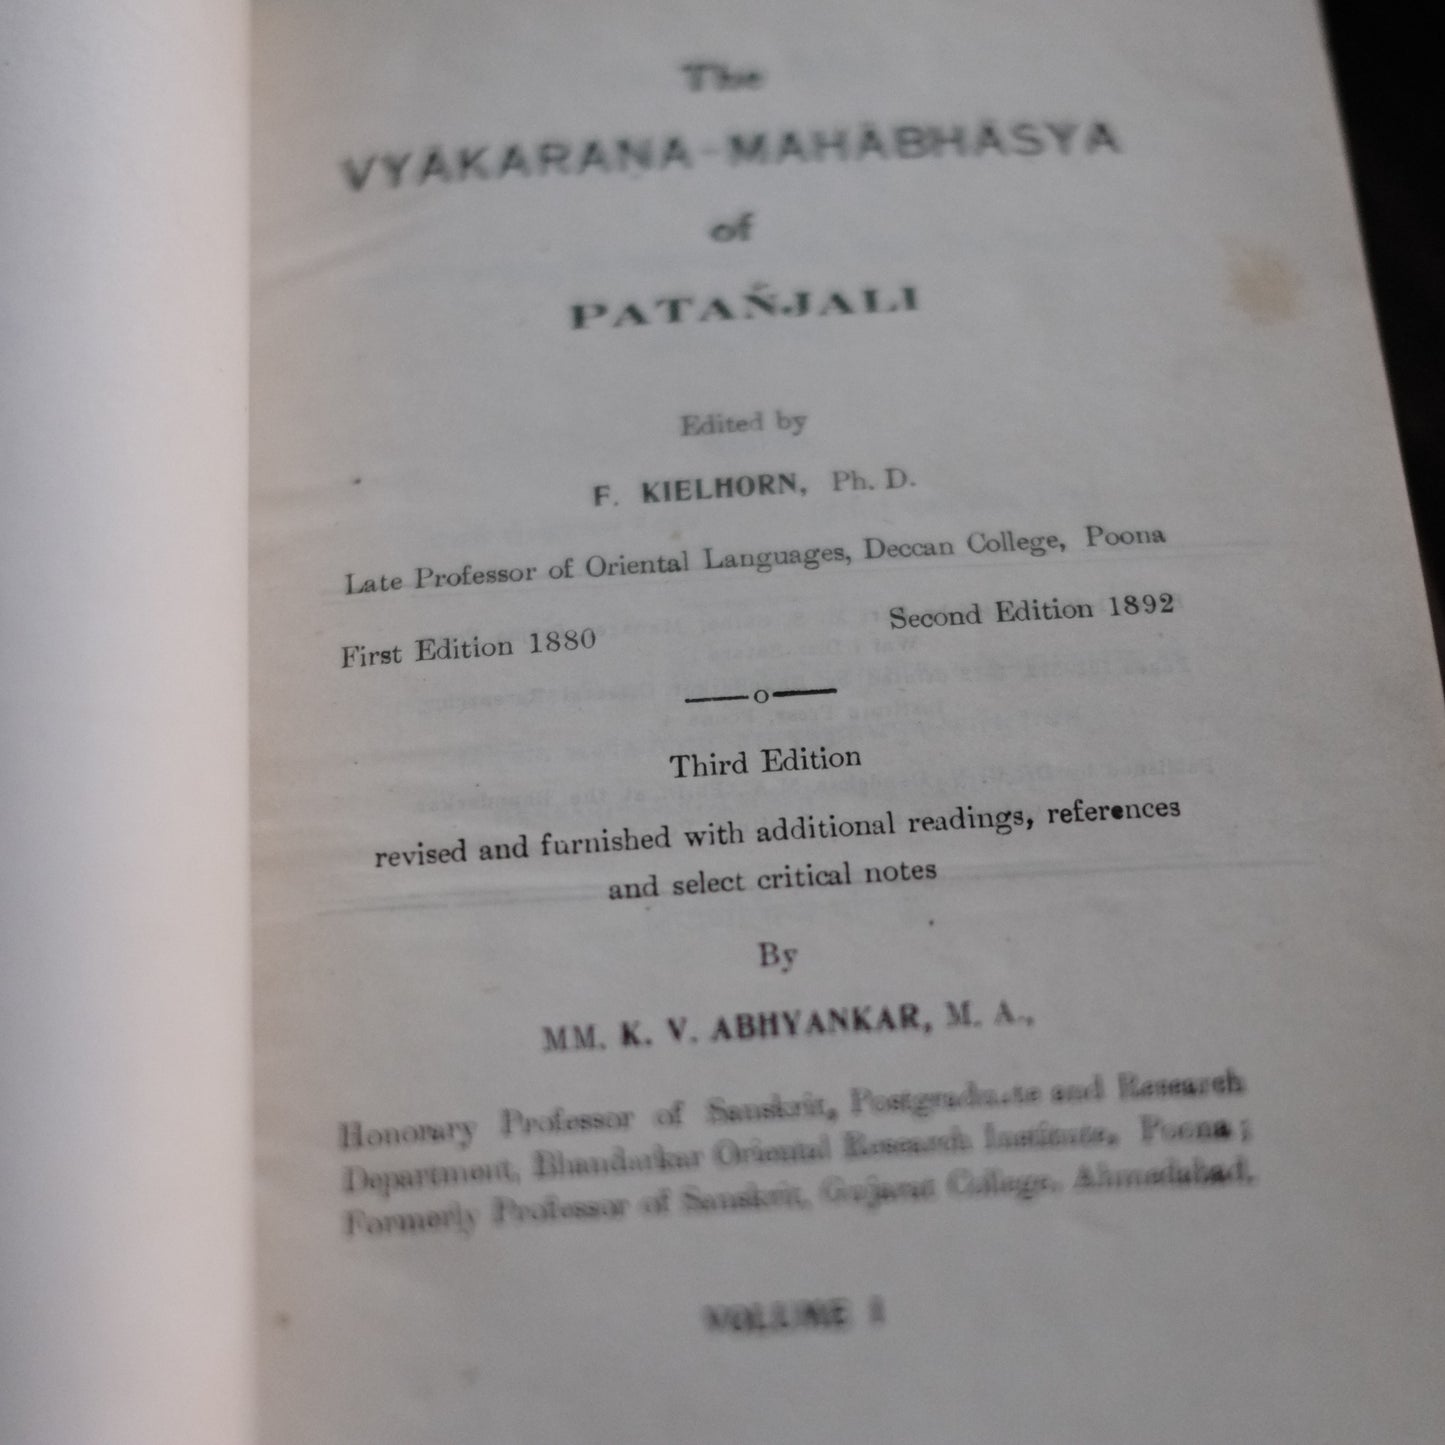 The
VYĀKARAṆA-MAHĀBHĀSYA
of
PATAÑJALI
Edited by
F. KIELHORN, Ph. D.
Late Professor of Oriental Languages, Deccan College, Poona
First Edition 1880 Second Edition 1892
—o—
Third Edition
revised and furnished with additional readings, references
and select critical notes
By
MM. K. V. ABHYANKAR, M. A.,
Honorary Professor of Sanskrit, Postgraduate and Research
Department, Bhandarkar Oriental Research Institute, Poona ;
Formerly Professor of Sanskrit, Gujarat College, Ahmadabad.
VOLUME I